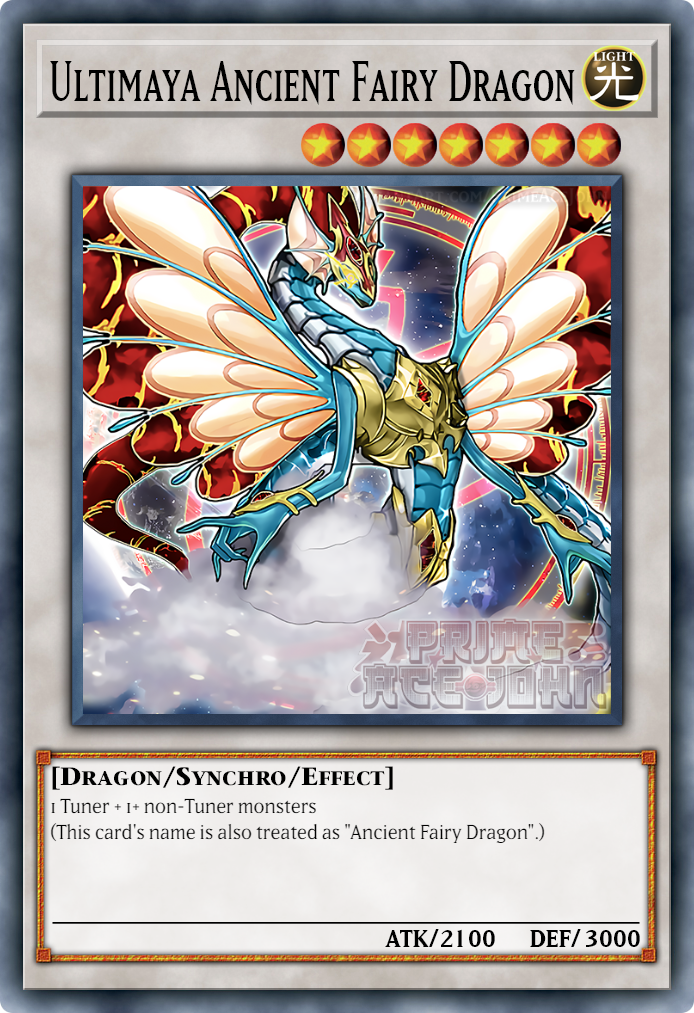 ULTIMAYA ANCIENT FAIRY DRAGON
LIGHT
光
PRIME
ACE JOHN
[DRAGON/SYNCHRO/EFFECT]
1 Tuner + 1+ non-Tuner monsters
(This card's name is also treated as "Ancient Fairy Dragon".)
ATK/2100 DEF/ 3000